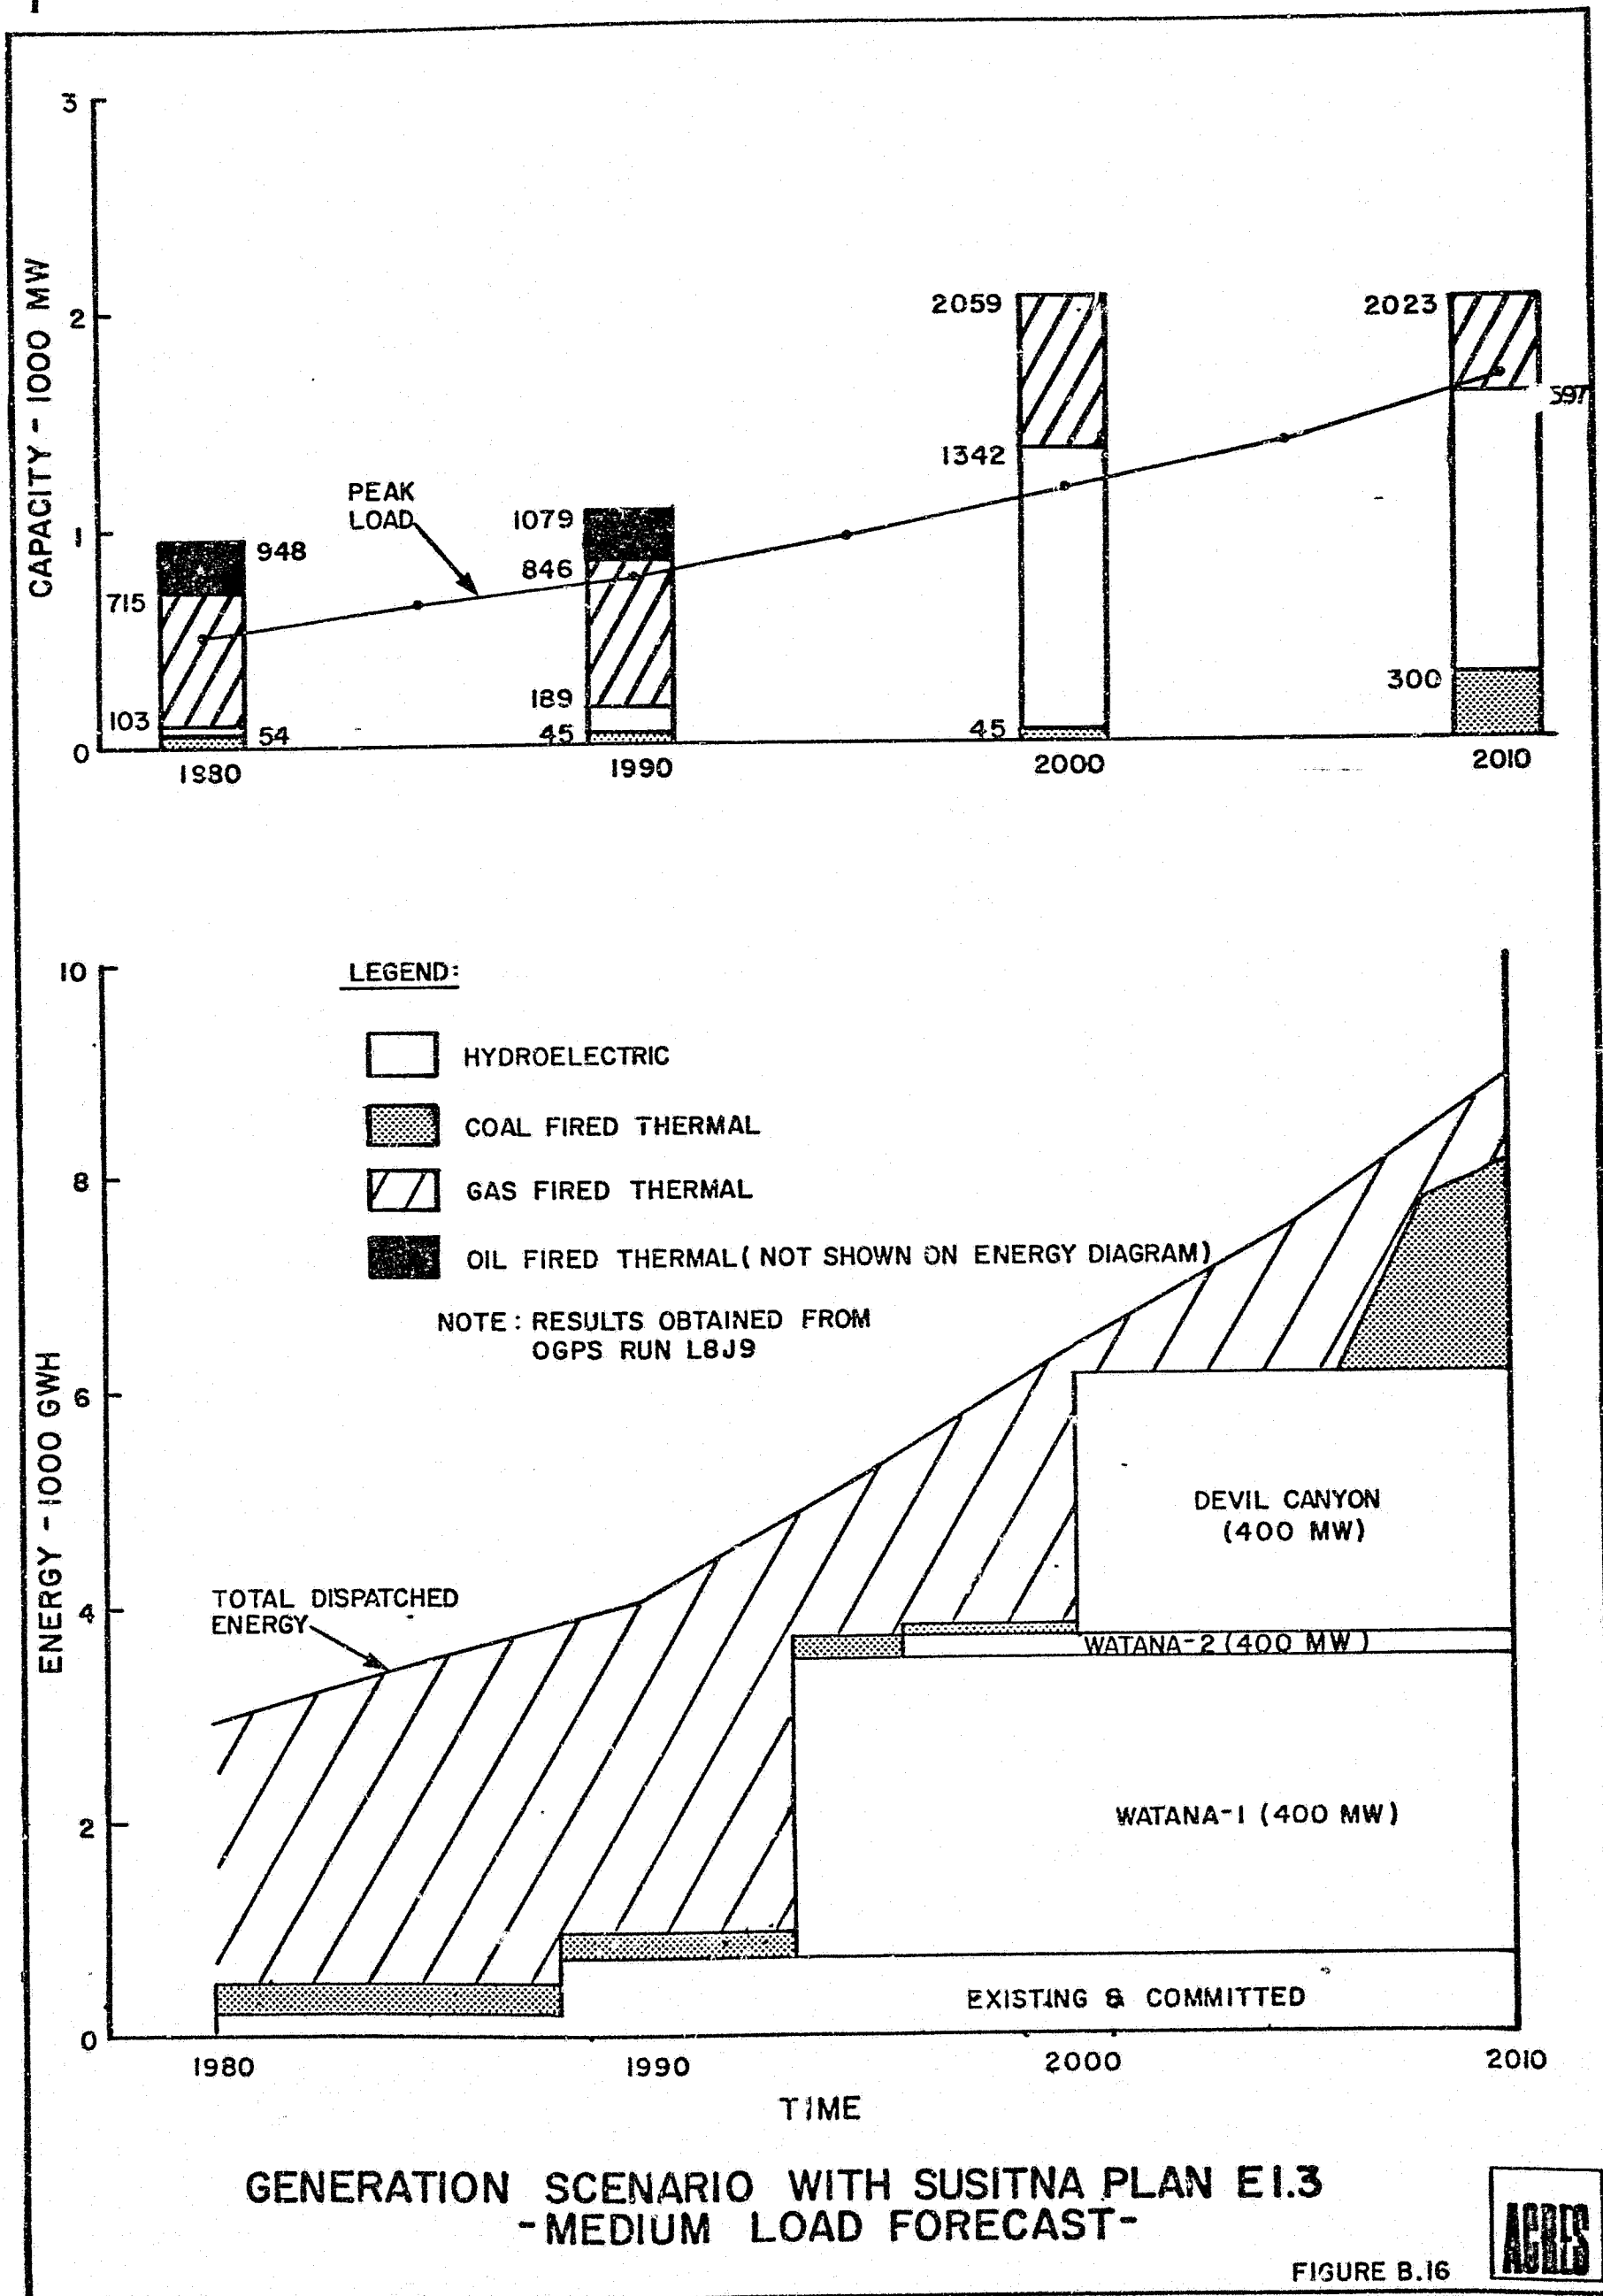 3
CAPACITY - 1000 MW
2
1
0
2059
2023
1342
597
PEAK
LOAD
948
715
103
54
1079
846
189
45
45
300
1980
1990
2000
2010
LEGEND:
HYDROELECTRIC
COAL FIRED THERMAL
GAS FIRED THERMAL
OIL FIRED THERMAL (NOT SHOWN ON ENERGY DIAGRAM)
NOTE: RESULTS OBTAINED FROM
OGPS RUN L8J9
10
8
6
4
2
0
ENERGY - 1000 GWH
TOTAL DISPATCHED
ENERGY
DEVIL CANYON
(400 MW)
WATANA-2 (400 MW)
WATANA-1 (400 MW)
EXISTING & COMMITTED
1980
1990
2000
2010
TIME
GENERATION SCENARIO WITH SUSITNA PLAN E1.3
-MEDIUM LOAD FORECAST-
FIGURE B.16
ACRES